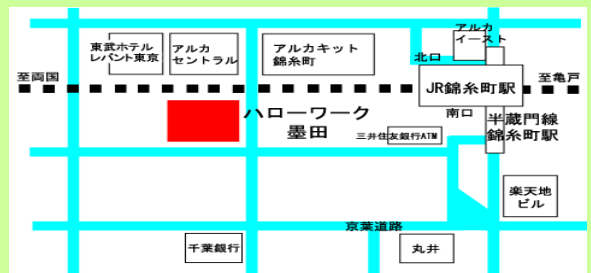 アルカ
イースト
東武ホテル
レバント東京
アルカ
セントラル
アルカキット
錦糸町
北口
至両国
JR錦糸町駅
至亀戸
ハローワーク
墨田
南口
半蔵門線
錦糸町駅
三井住友銀行ATM
楽天地
ビル
京葉道路
千葉銀行
丸井